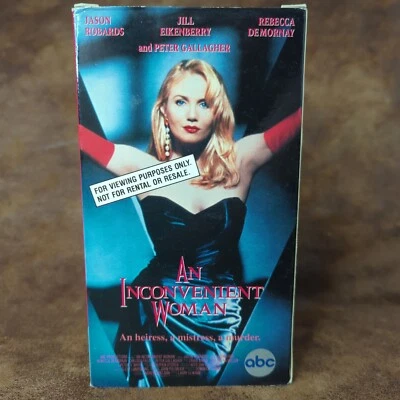 JASON
ROBARDS
JILL
EIKENBERRY
REBECCA
DE MORNAY
and PETER GALLAGHER
FOR VIEWING PURPOSES ONLY.
NOT FOR RENTAL OR RESALE.
AN
INCONVENIENT
WOMAN
An heiress, a mistress, a murder.
abc